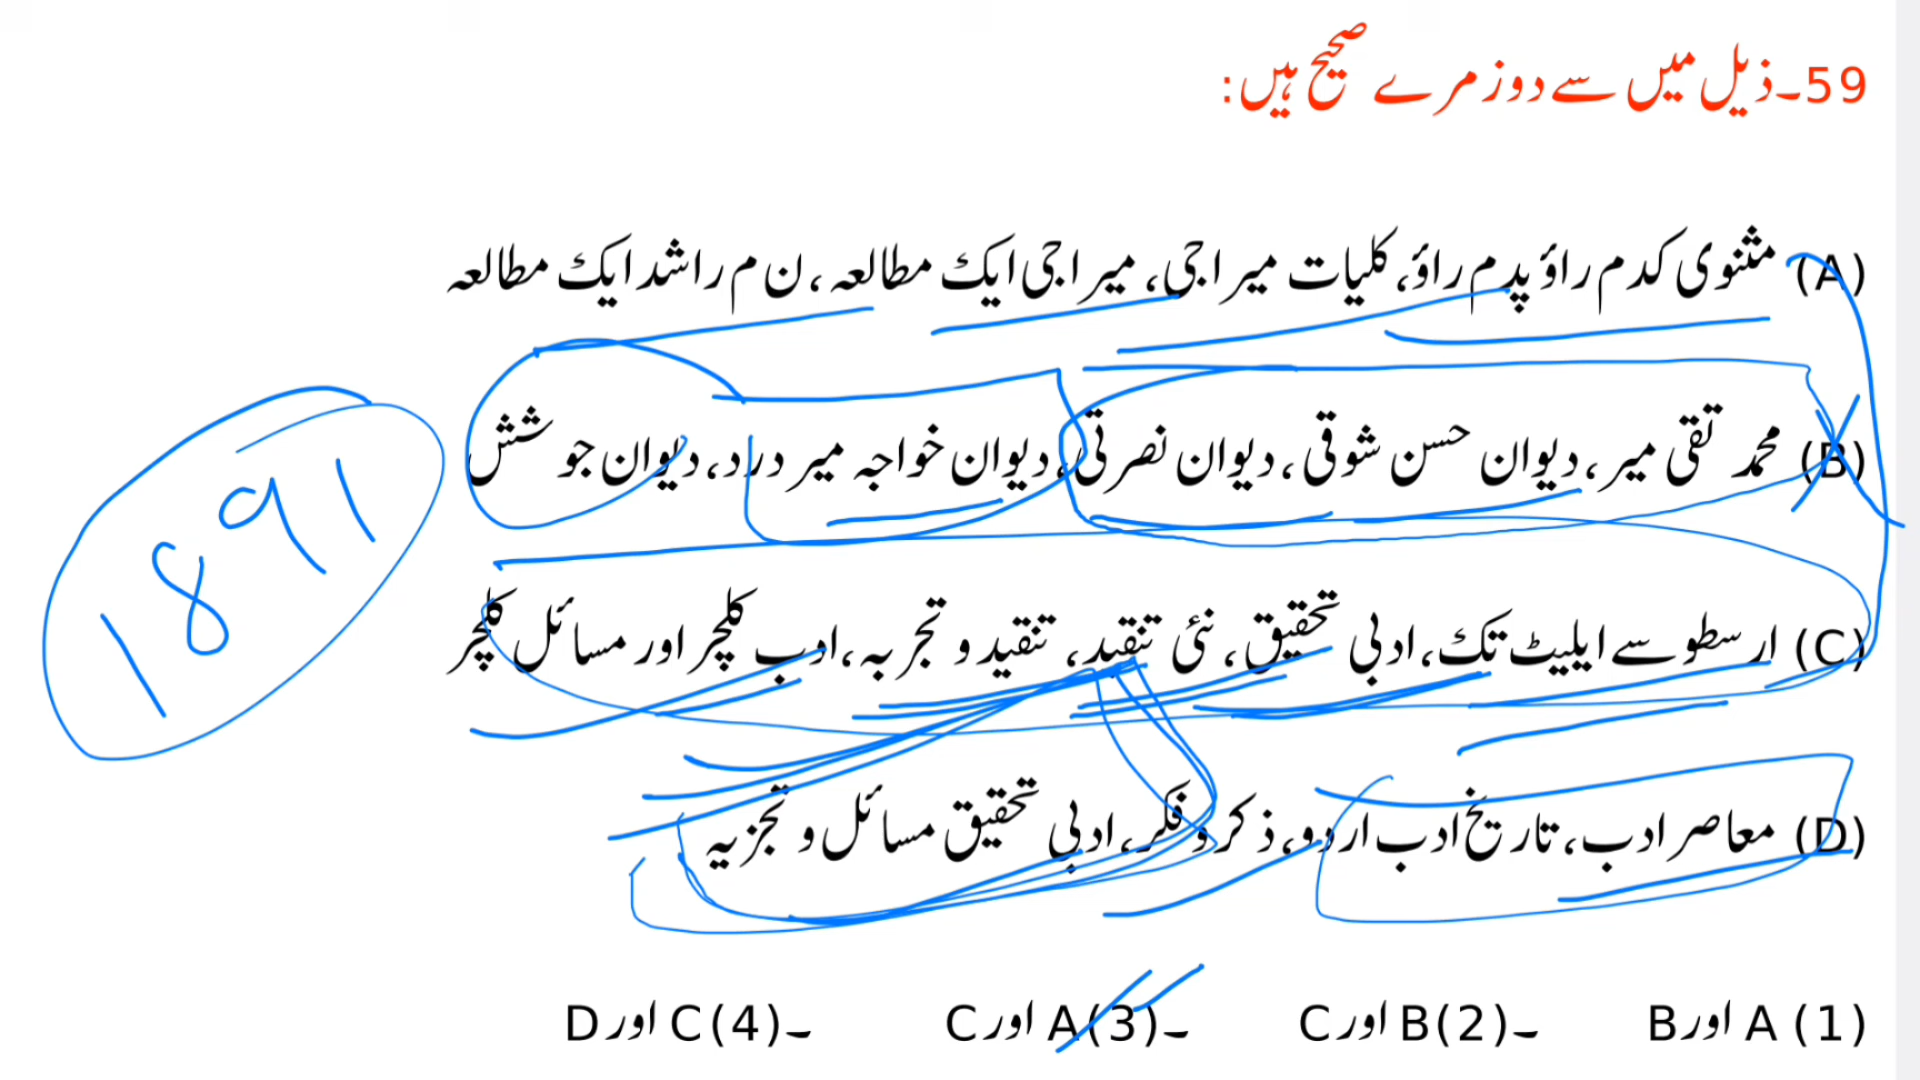 59۔ذیل میں سے دو زمرے صحیح ہیں:
(A) مثنوی کدم راؤ پدم راؤ، کلیات میراجی، میراجی ایک مطالعہ، ن م راشد ایک مطالعہ
(B) محمد تقی میر، دیوان حسن شوقی، دیوان نصرتی، دیوان خواجہ میر درد، دیوان جوشش
(C) ارسطو سے ایلیٹ تک، ادبی تحقیق، نئی تنقید، تنقید و تجربہ، ادب کلچر اور مسائل کلچر
1891
(D) معاصر ادب، تاریخ ادب اردو، ذکر و فکر، ادبی تحقیق مسائل و تجزیہ
(1) A اور B ۔(2) B اور C ۔(3) A اور C ۔(4) C اور D